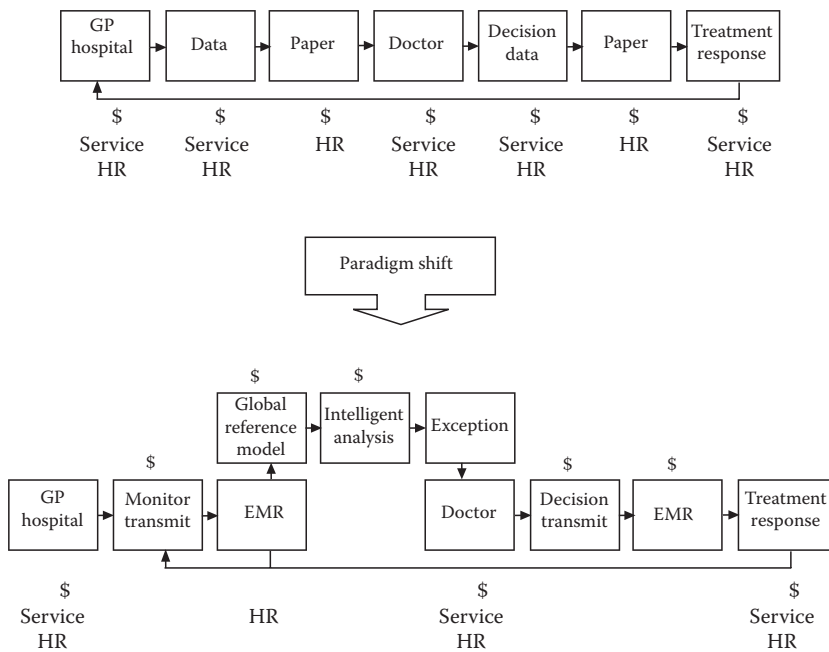 GP
hospital
Data
Paper
Doctor
Decision
data
Paper
Treatment
response
$ $ $ $ $ $ $
Service Service HR Service Service HR Service
HR HR HR HR HR
Paradigm shift
$ $
Global
reference
model
Intelligent
analysis
Exception
$ $ $
GP
hospital
Monitor
transmit
EMR
Doctor
Decision
transmit
EMR
Treatment
response
$ $ $
Service HR Service Service
HR HR HR